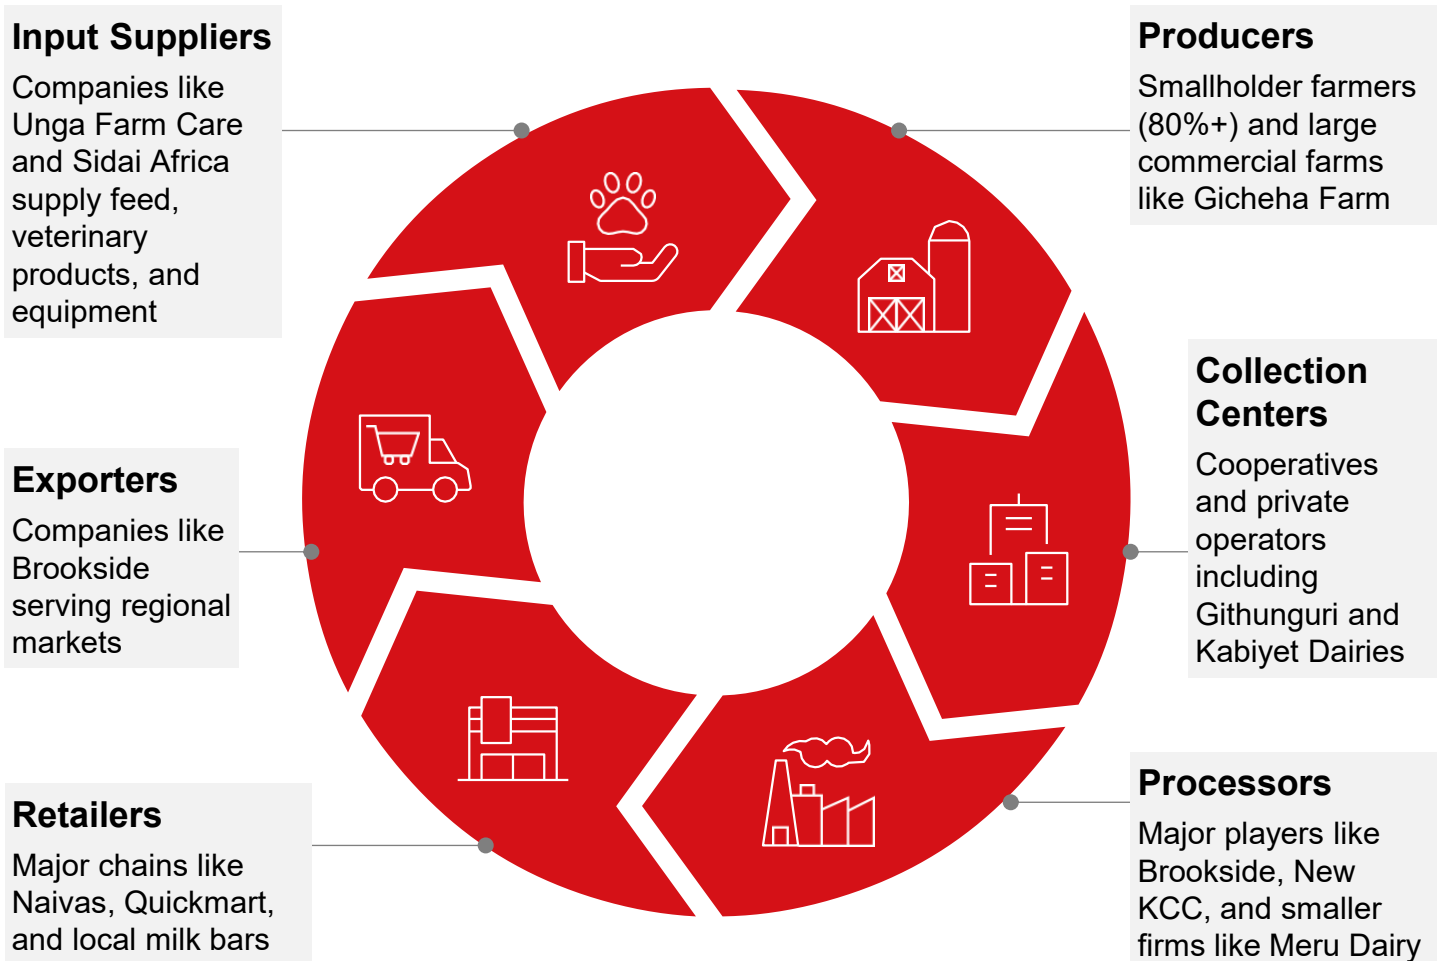 Input Suppliers
Companies like
Unga Farm Care
and Sidai Africa
supply feed,
veterinary
products, and
equipment
Producers
Smallholder farmers
(80%+) and large
commercial farms
like Gicheha Farm
Collection
Centers
Cooperatives
and private
operators
including
Githunguri and
Kabiyet Dairies
Processors
Major players like
Brookside, New
KCC, and smaller
firms like Meru Dairy
Retailers
Major chains like
Naivas, Quickmart,
and local milk bars
Exporters
Companies like
Brookside
serving regional
markets